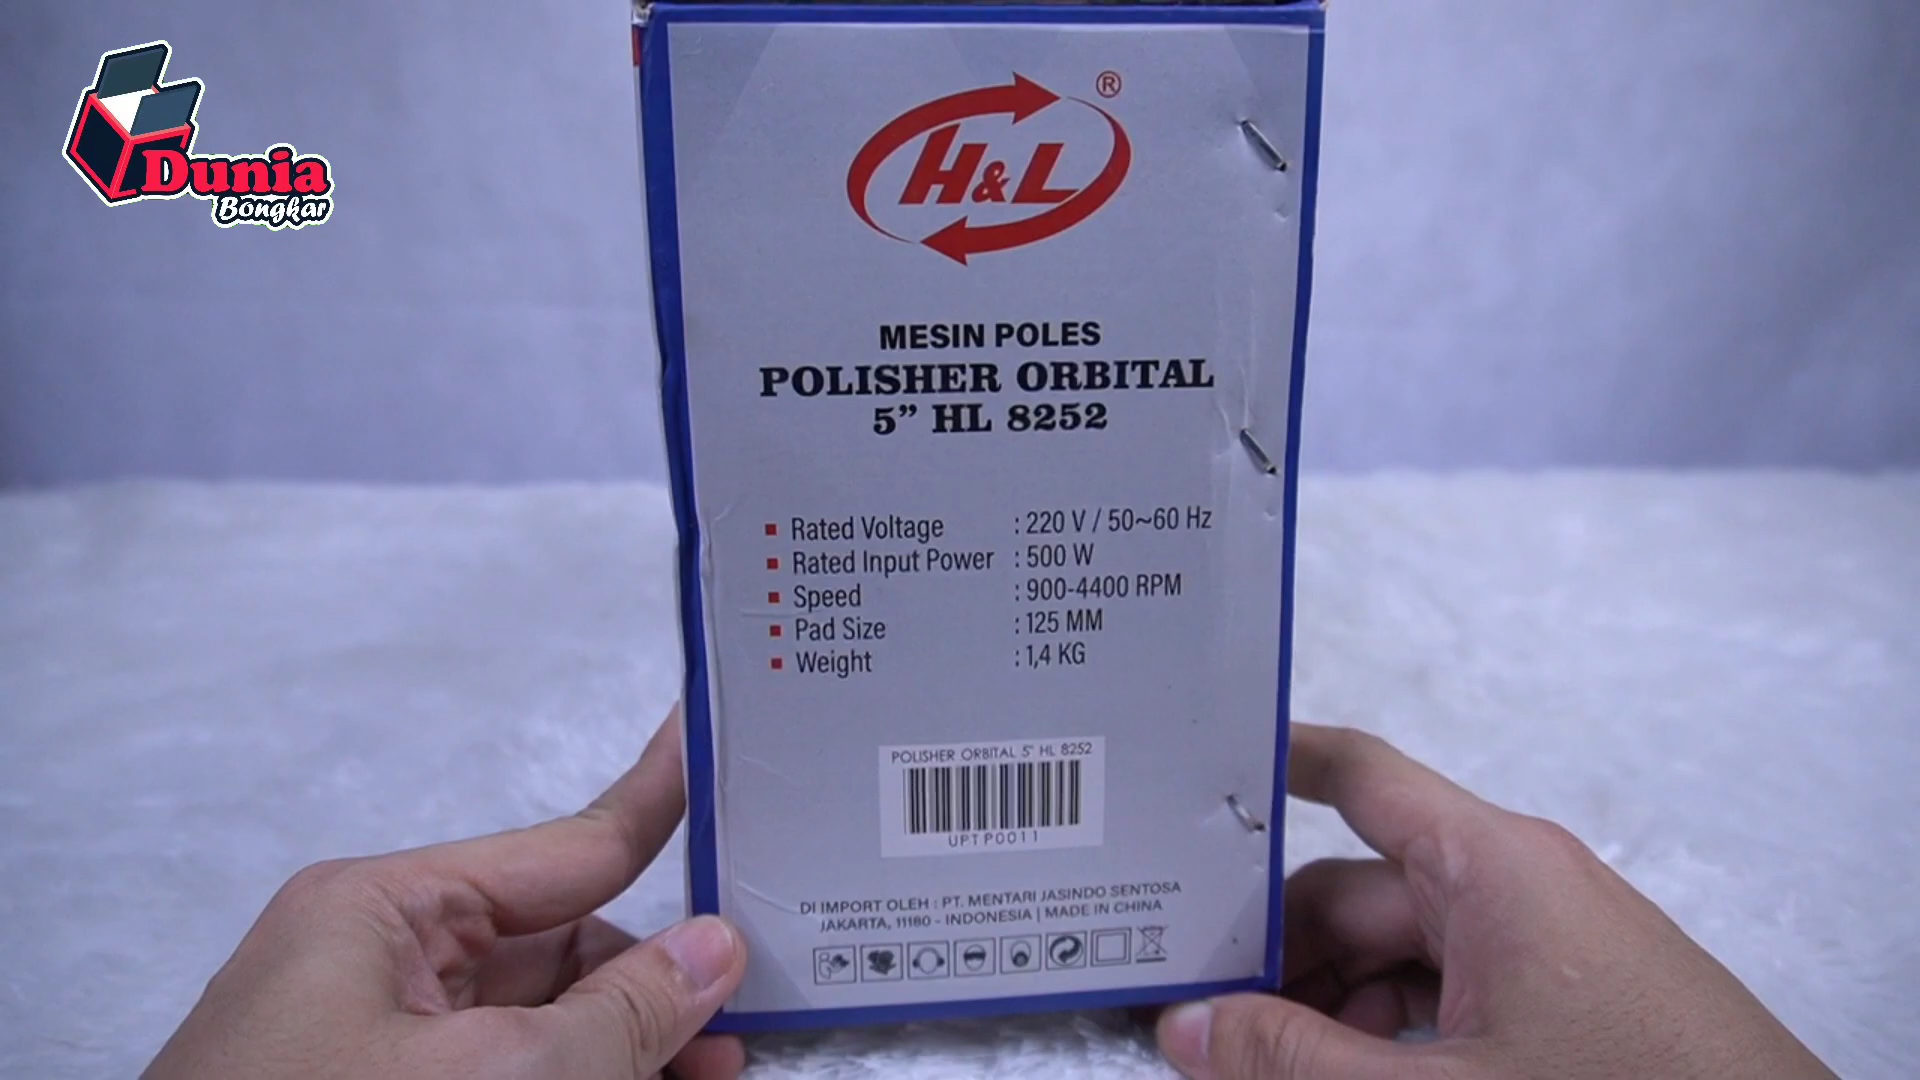 Dunia
Bongkar
H&L ®
MESIN POLES
POLISHER ORBITAL
5” HL 8252
Rated Voltage : 220 V / 50~60 Hz
Rated Input Power : 500 W
Speed : 900-4400 RPM
Pad Size : 125 MM
Weight : 1,4 KG
POLISHER ORBITAL 5" HL 8252
UPTP0011
DI IMPORT OLEH : PT. MENTARI JASINDO SENTOSA
JAKARTA, 11180 - INDONESIA | MADE IN CHINA